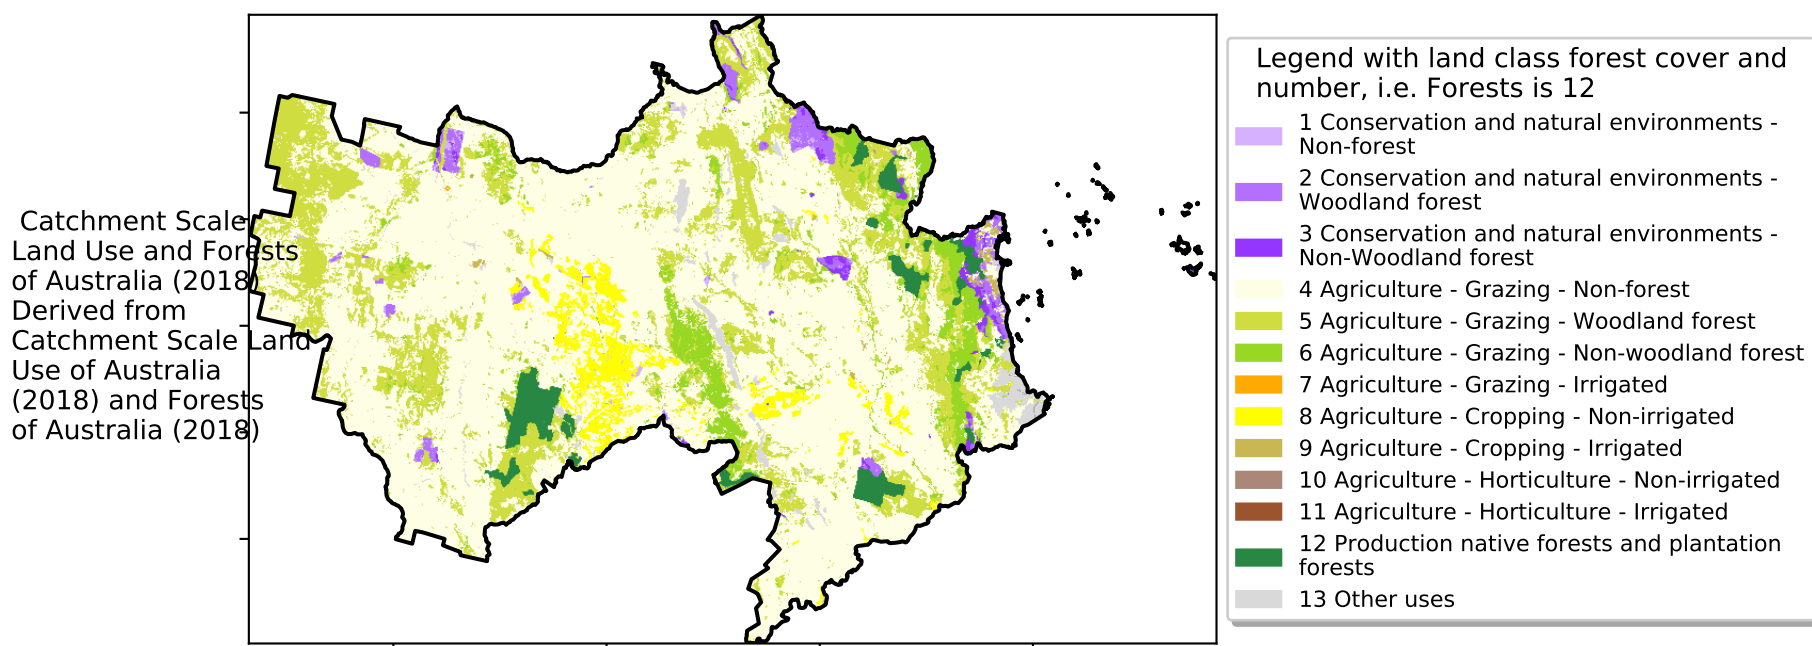 Catchment Scale
Land Use and Forests
of Australia (2018)
Derived from
Catchment Scale Land
Use of Australia
(2018) and Forests
of Australia (2018)
Legend with land class forest cover and
number, i.e. Forests is 12
1 Conservation and natural environments -
Non-forest
2 Conservation and natural environments -
Woodland forest
3 Conservation and natural environments -
Non-Woodland forest
4 Agriculture - Grazing - Non-forest
5 Agriculture - Grazing - Woodland forest
6 Agriculture - Grazing - Non-woodland forest
7 Agriculture - Grazing - Irrigated
8 Agriculture - Cropping - Non-irrigated
9 Agriculture - Cropping - Irrigated
10 Agriculture - Horticulture - Non-irrigated
11 Agriculture - Horticulture - Irrigated
12 Production native forests and plantation
forests
13 Other uses